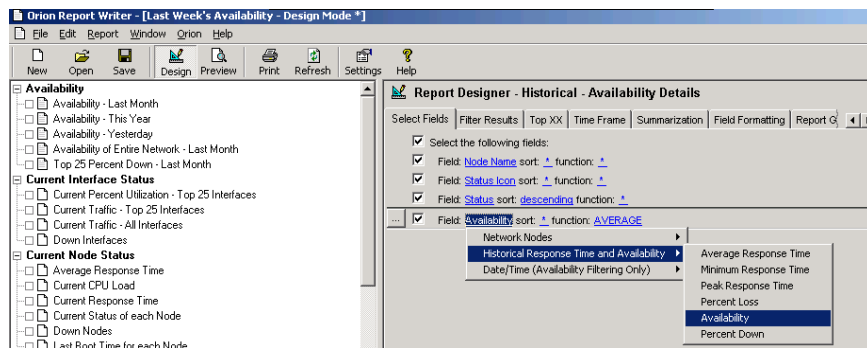 Orion Report Writer - [Last Week's Availability - Design Mode *]
File Edit Report Window Orion Help
New Open Save Design Preview Print Refresh Settings Help
Availability
Availability - Last Month
Availability - This Year
Availability - Yesterday
Availability of Entire Network - Last Month
Top 25 Percent Down - Last Month
Current Interface Status
Current Percent Utilization - Top 25 Interfaces
Current Traffic - Top 25 Interfaces
Current Traffic - All Interfaces
Down Interfaces
Current Node Status
Average Response Time
Current CPU Load
Current Response Time
Current Status of each Node
Down Nodes
Last Boot Time for each Node
Report Designer - Historical - Availability Details
Select Fields Filter Results Top XX Time Frame Summarization Field Formatting Report G
Select the following fields:
Field: Node Name sort: * function: *
Field: Status Icon sort: * function: *
Field: Status sort: descending function: *
... Field: Availability sort: * function: AVERAGE
Network Nodes
Historical Response Time and Availability
Date/Time (Availability Filtering Only)
Average Response Time
Minimum Response Time
Peak Response Time
Percent Loss
Availability
Percent Down